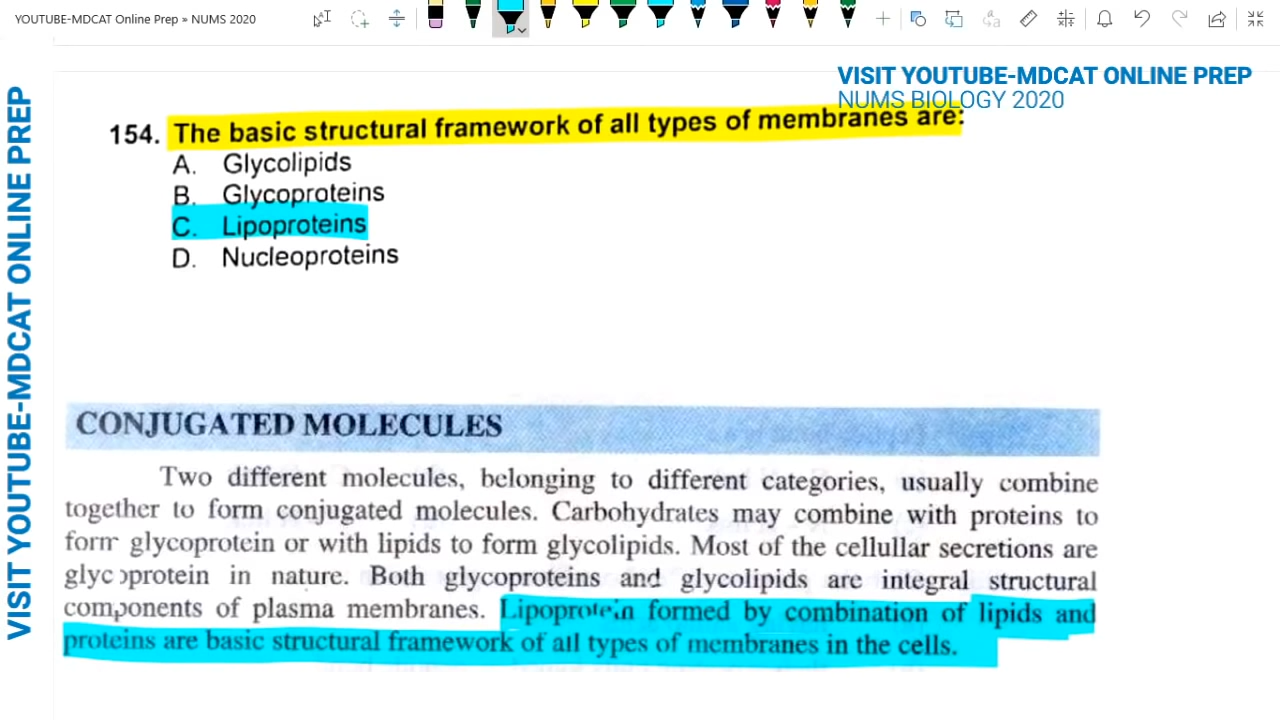 YOUTUBE-MDCAT Online Prep » NUMS 2020
VISIT YOUTUBE-MDCAT ONLINE PREP
NUMS BIOLOGY 2020
VISIT YOUTUBE-MDCAT ONLINE PREP
154. The basic structural framework of all types of membranes are:
A. Glycolipids
B. Glycoproteins
C. Lipoproteins
D. Nucleoproteins
CONJUGATED MOLECULES
Two different molecules, belonging to different categories, usually combine
together to form conjugated molecules. Carbohydrates may combine with proteins to
form glycoprotein or with lipids to form glycolipids. Most of the cellullar secretions are
glycoprotein in nature. Both glycoproteins and glycolipids are integral structural
components of plasma membranes. Lipoprotein formed by combination of lipids and
proteins are basic structural framework of all types of membranes in the cells.